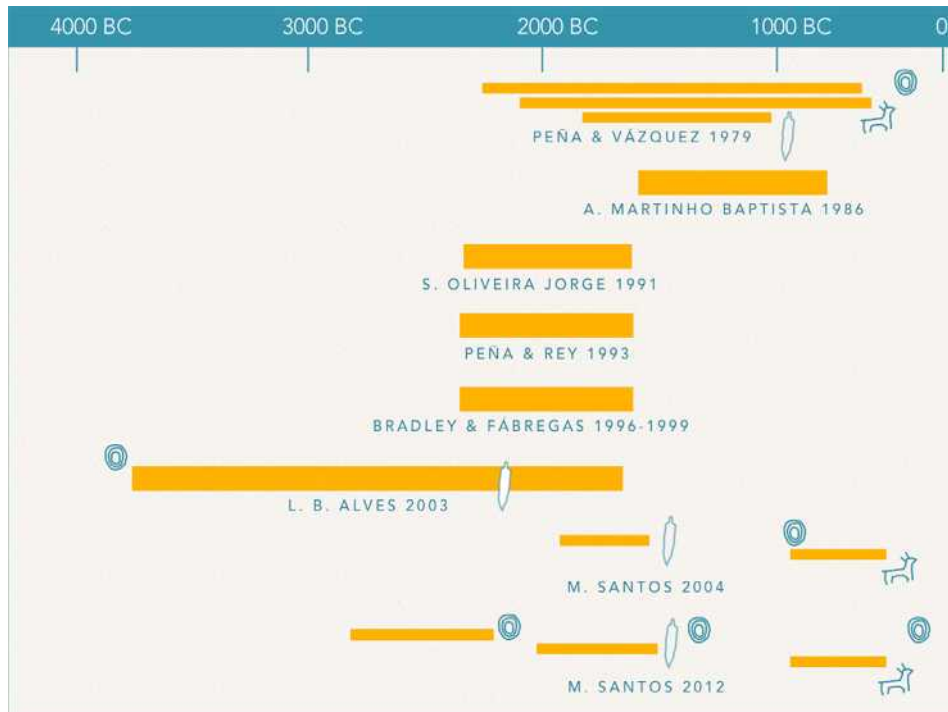 4000 BC 3000 BC 2000 BC 1000 BC 0
PEÑA & VÁZQUEZ 1979
A. MARTINHO BAPTISTA 1986
S. OLIVEIRA JORGE 1991
PEÑA & REY 1993
BRADLEY & FÁBREGAS 1996-1999
L. B. ALVES 2003
M. SANTOS 2004
M. SANTOS 2012